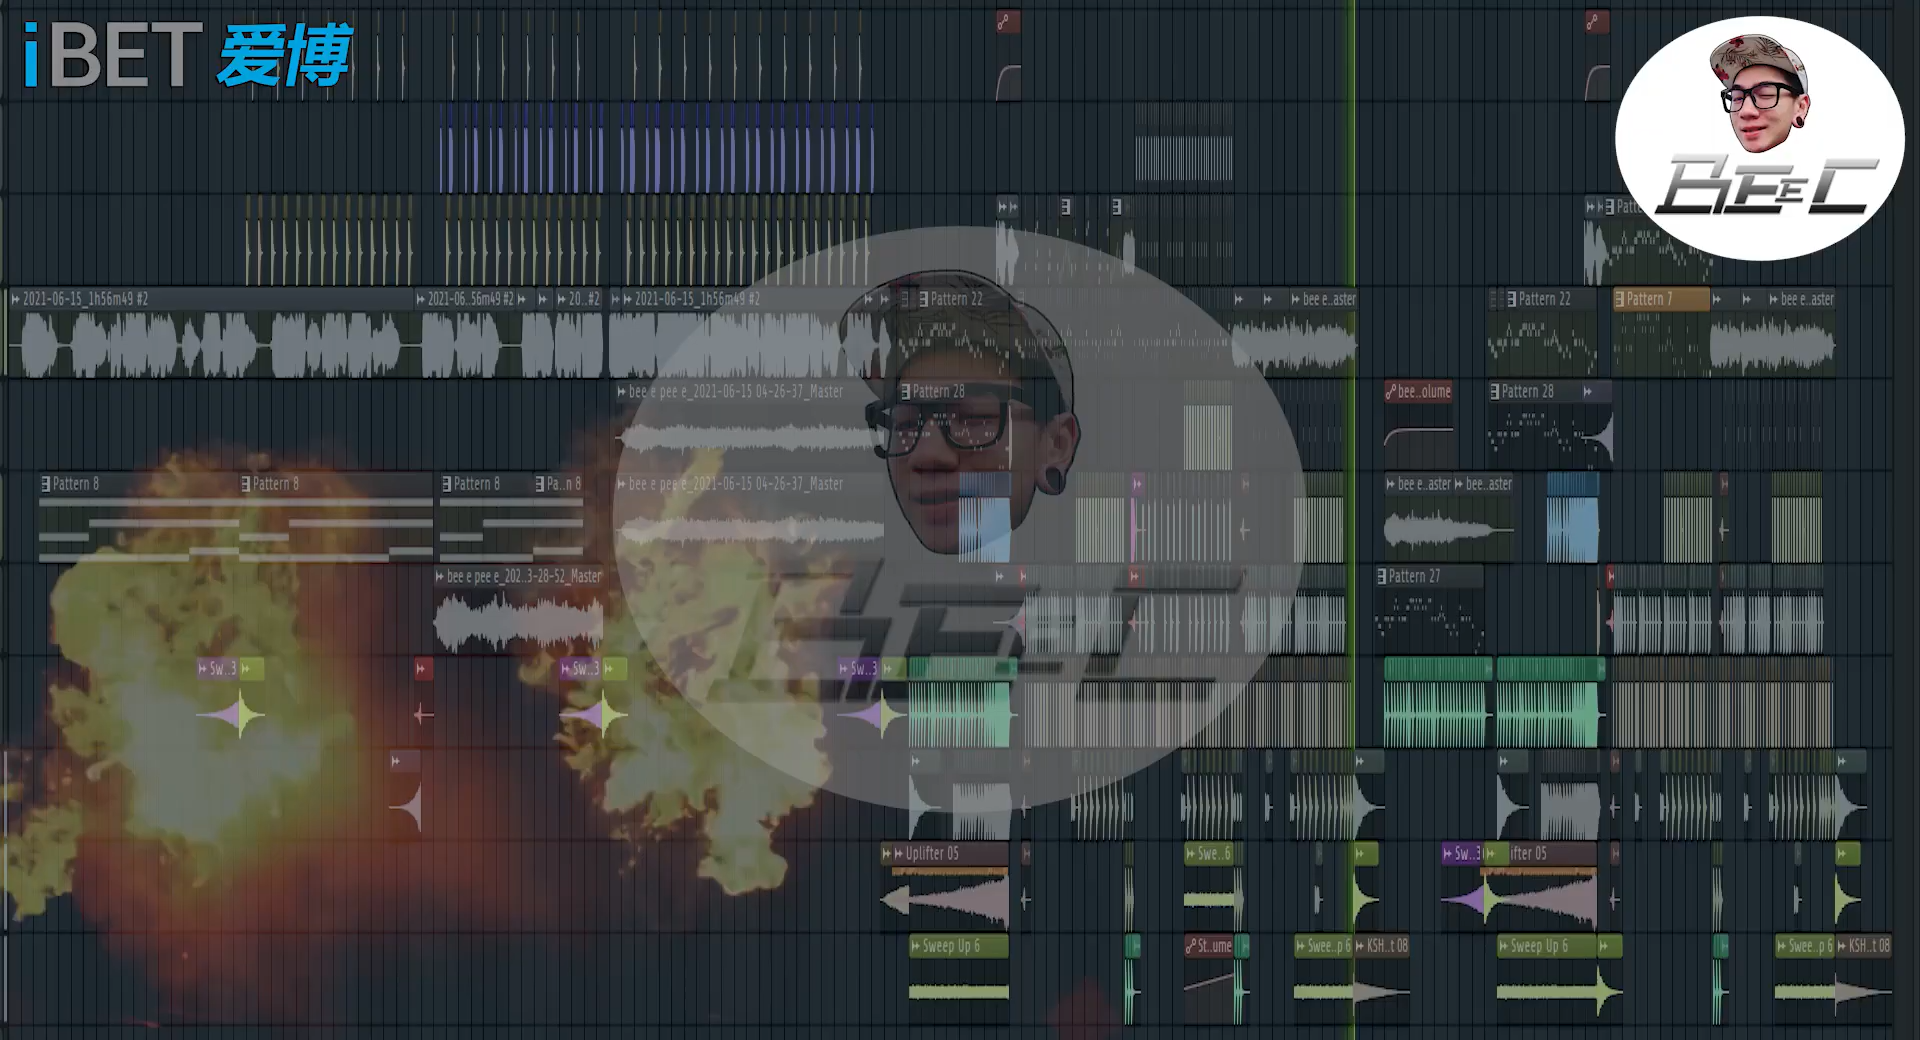 iBET 爱博
BEEC
Patt
2021-06-15_1h56m49 #2
2021-06..56m49 #2
20..#2
2021-06-15_1h56m49 #2
Pattern 22
bee e..aster
Pattern 22
Pattern 7
bee e..aster
bee e pee e_2021-06-15 04-26-37_Master
Pattern 28
bee..olume
Pattern 28
Pattern 8
Pattern 8
Pattern 8
Pa..n 8
bee e pee e_2021-06-15 04-26-37_Master
bee e..aster
bee..aster
bee e pee e_202..3-28-52_Master
Pattern 27
BEEC
Sw..3
Sw..3
Sw..3
Uplifter 05
Swe..6
Sw..3
ifter 05
Sweep Up 6
St..ume
Swee..p 6
KSH..t 08
Sweep Up 6
Swee..p 6
KSH..t 08